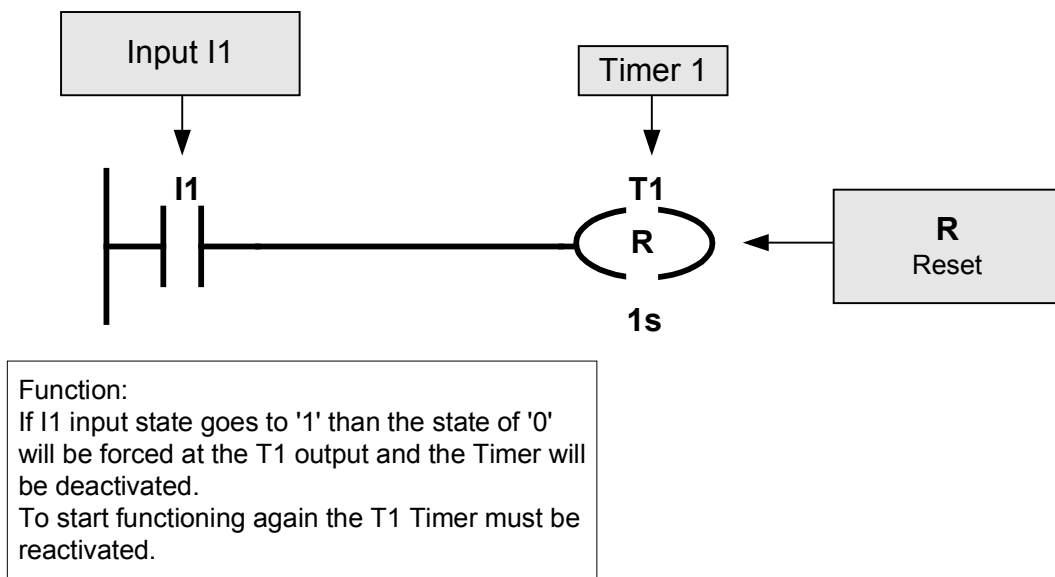 Input I1
Timer 1
I1
T1
R
R
Reset
1s
Function:
If I1 input state goes to '1' than the state of '0'
will be forced at the T1 output and the Timer will
be deactivated.
To start functioning again the T1 Timer must be
reactivated.